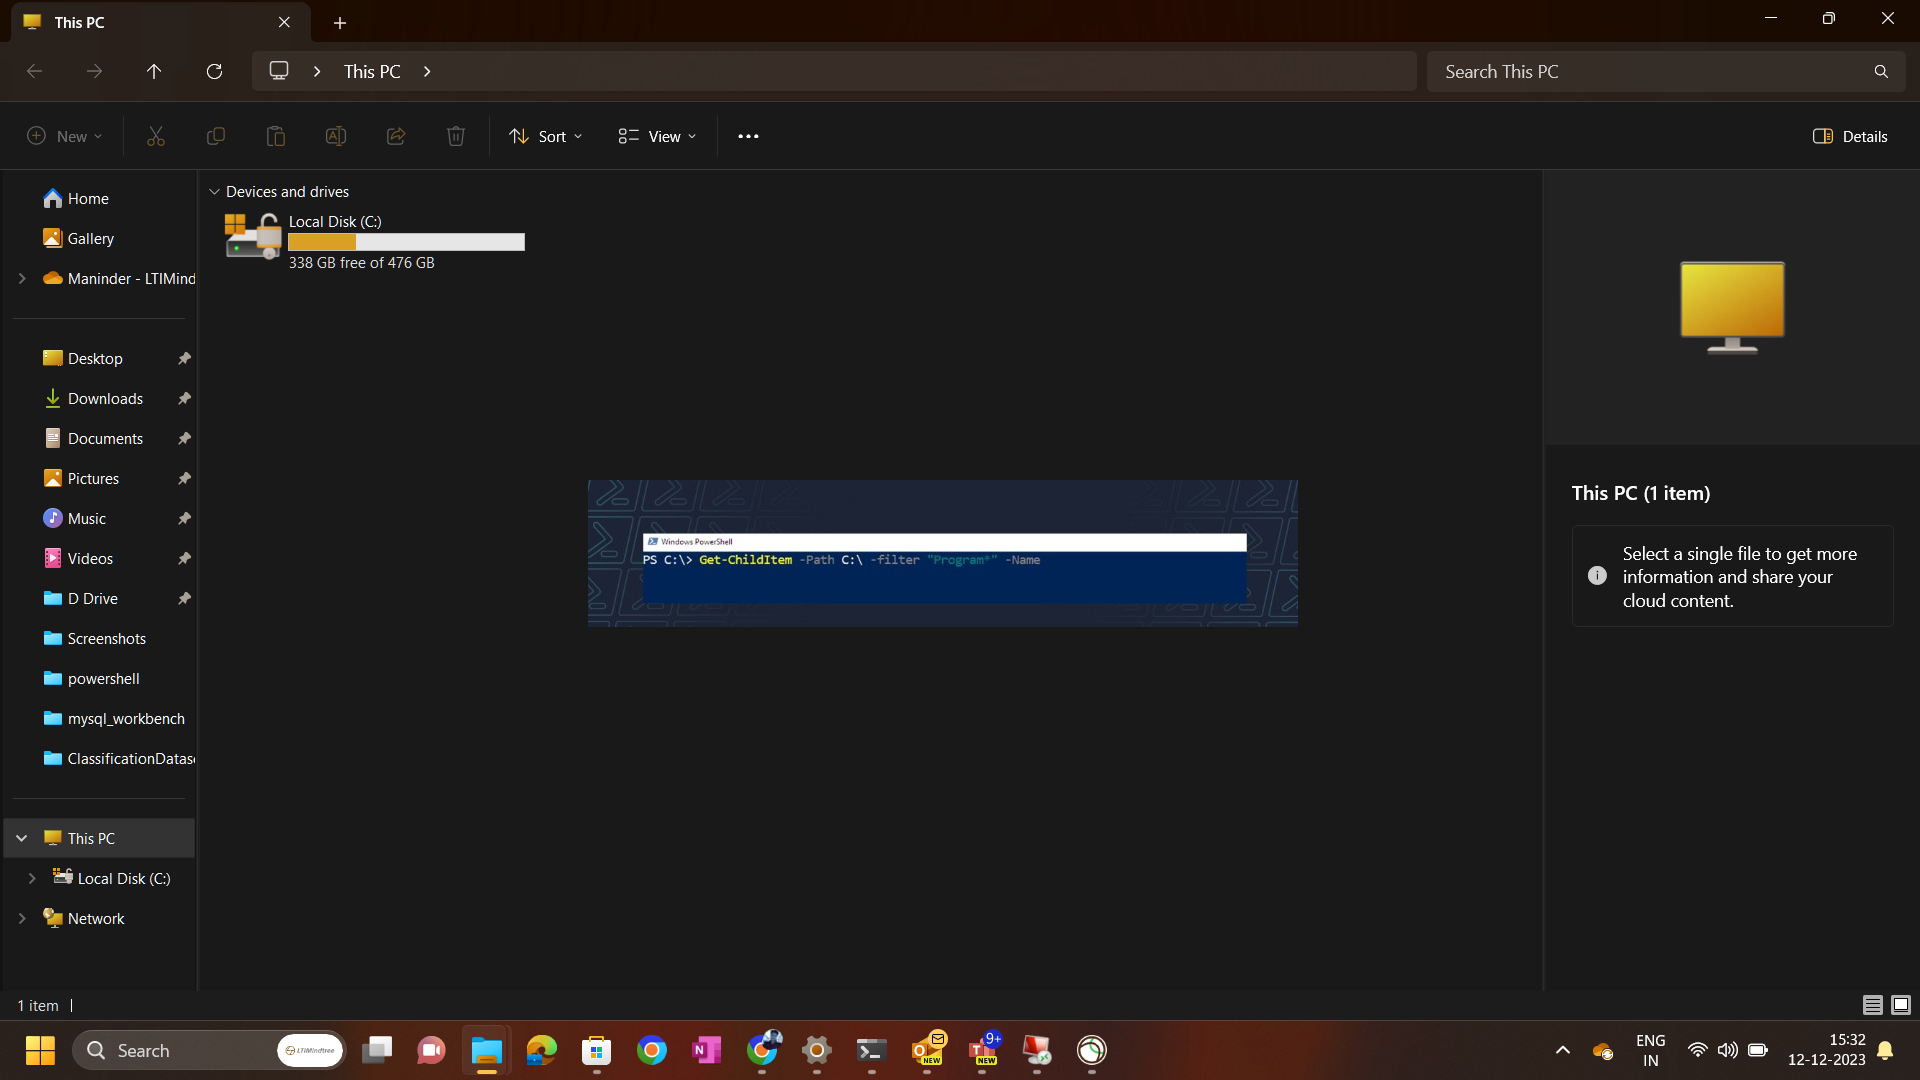 This PC
This PC
Search This PC
New
Sort
View
Details
Home
Gallery
Maninder - LTIMind
Desktop
Downloads
Documents
Pictures
Music
Videos
D Drive
Screenshots
powershell
mysql_workbench
ClassificationDatas
This PC
Local Disk (C:)
Network
Devices and drives
Local Disk (C:)
338 GB free of 476 GB
Windows PowerShell
PS C:\> Get-ChildItem -Path C:\ -filter "Program*" -Name
This PC (1 item)
Select a single file to get more
information and share your
cloud content.
1 item
Search
LTIMindtree
NEW
9+
NEW
ENG
IN
15:32
12-12-2023